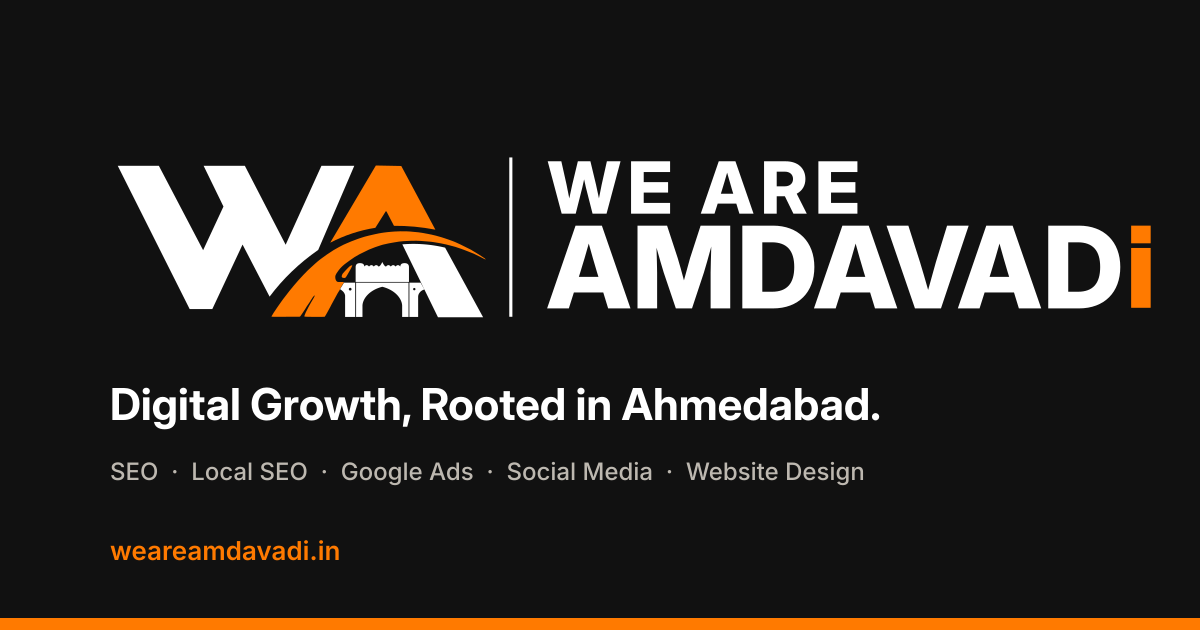 WA
WE ARE
AMDAVADi
Digital Growth, Rooted in Ahmedabad.
SEO · Local SEO · Google Ads · Social Media · Website Design
weareamdavadi.in